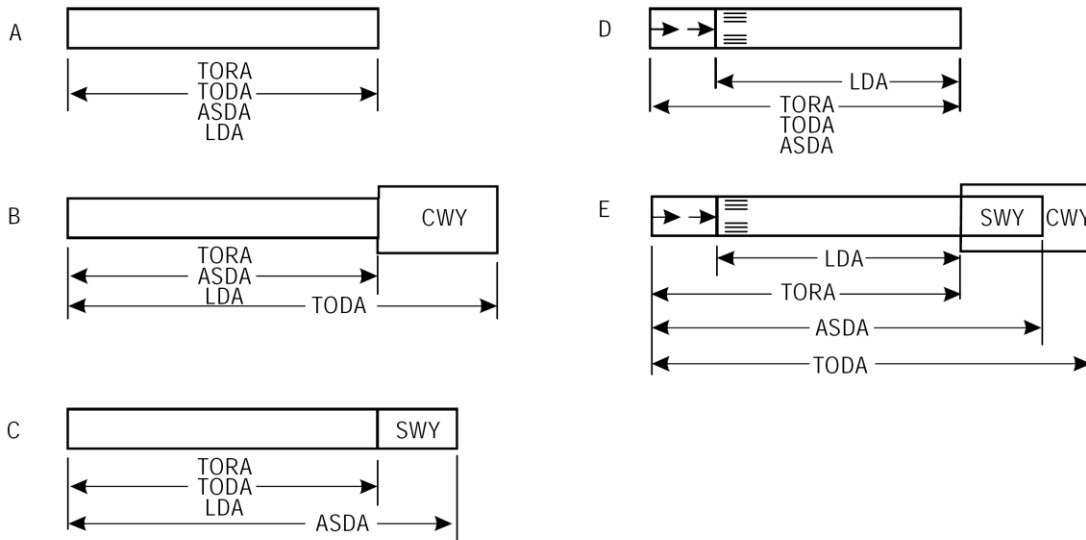 A
TORA
TODA
ASDA
LDA
B
CWY
TORA
ASDA
LDA
TODA
C
SWY
TORA
TODA
LDA
ASDA
D
LDA
TORA
TODA
ASDA
E
SWY CWY
LDA
TORA
ASDA
TODA